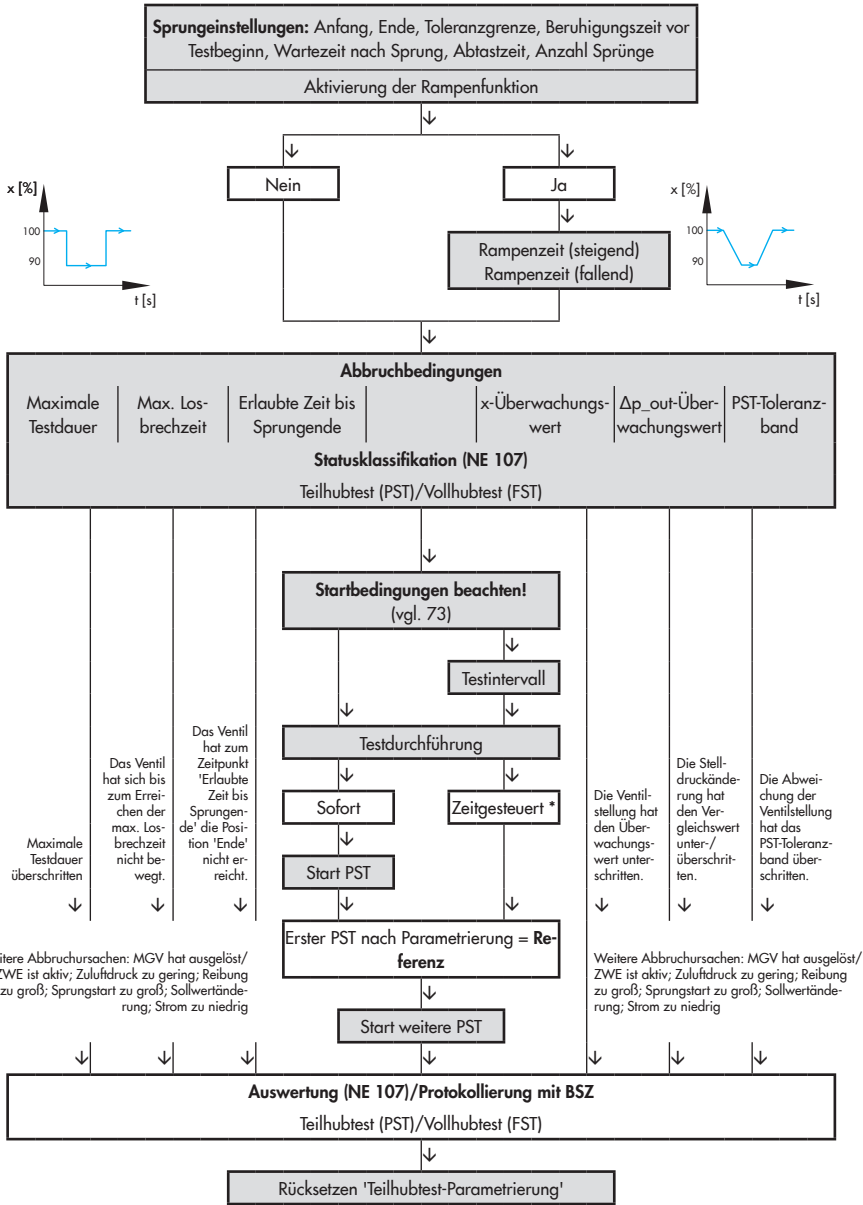 Sprungeinstellungen: Anfang, Ende, Toleranzgrenze, Beruhigungszeit vor
Testbeginn, Wartezeit nach Sprung, Abtastzeit, Anzahl Sprünge
Aktivierung der Rampenfunktion
Nein
Ja
x [%]
100
90
t [s]
Rampenzeit (steigend)
Rampenzeit (fallend)
x [%]
100
90
t [s]
Abbruchbedingungen
Maximale
Testdauer
Max. Los-
brechzeit
Erlaubte Zeit bis
Sprungende
x-Überwachungs-
wert
Δp_out-Über-
wachungswert
PST-Toleranz-
band
Statusklassifikation (NE 107)
Teilhubtest (PST)/Vollhubtest (FST)
Startbedingungen beachten!
(vgl. 73)
Testintervall
Testdurchführung
Sofort
Zeitgesteuert *
Start PST
Maximale
Testdauer
überschritten
Das Ventil
hat sich bis
zum Errei-
chen der
max. Los-
brechzeit
nicht be-
wegt.
Das Ventil
hat zum
Zeitpunkt
'Erlaubte
Zeit bis
Sprungen-
de' die Posi-
tion 'Ende'
nicht er-
reicht.
Die Ventil-
stellung hat
den Über-
wachungs-
wert unter-
schritten.
Die Stell-
druckände-
rung hat
den Ver-
gleichswert
unter-/
überschrit-
ten.
Die Abwei-
chung der
Ventilstellung
hat das
PST-Toleranz-
band über-
schritten.
Erster PST nach Parametrierung = Re-
ferenz
itere Abbruchursachen: MGV hat ausgelöst/
ZWE ist aktiv; Zuluftdruck zu gering; Reibung
zu groß; Sprungstart zu groß; Sollwertände-
rung; Strom zu niedrig
Weitere Abbruchursachen: MGV hat ausgelöst/
ZWE ist aktiv; Zuluftdruck zu gering; Reibung
zu groß; Sprungstart zu groß; Sollwertände-
rung; Strom zu niedrig
Start weitere PST
Auswertung (NE 107)/Protokollierung mit BSZ
Teilhubtest (PST)/Vollhubtest (FST)
Rücksetzen 'Teilhubtest-Parametrierung'